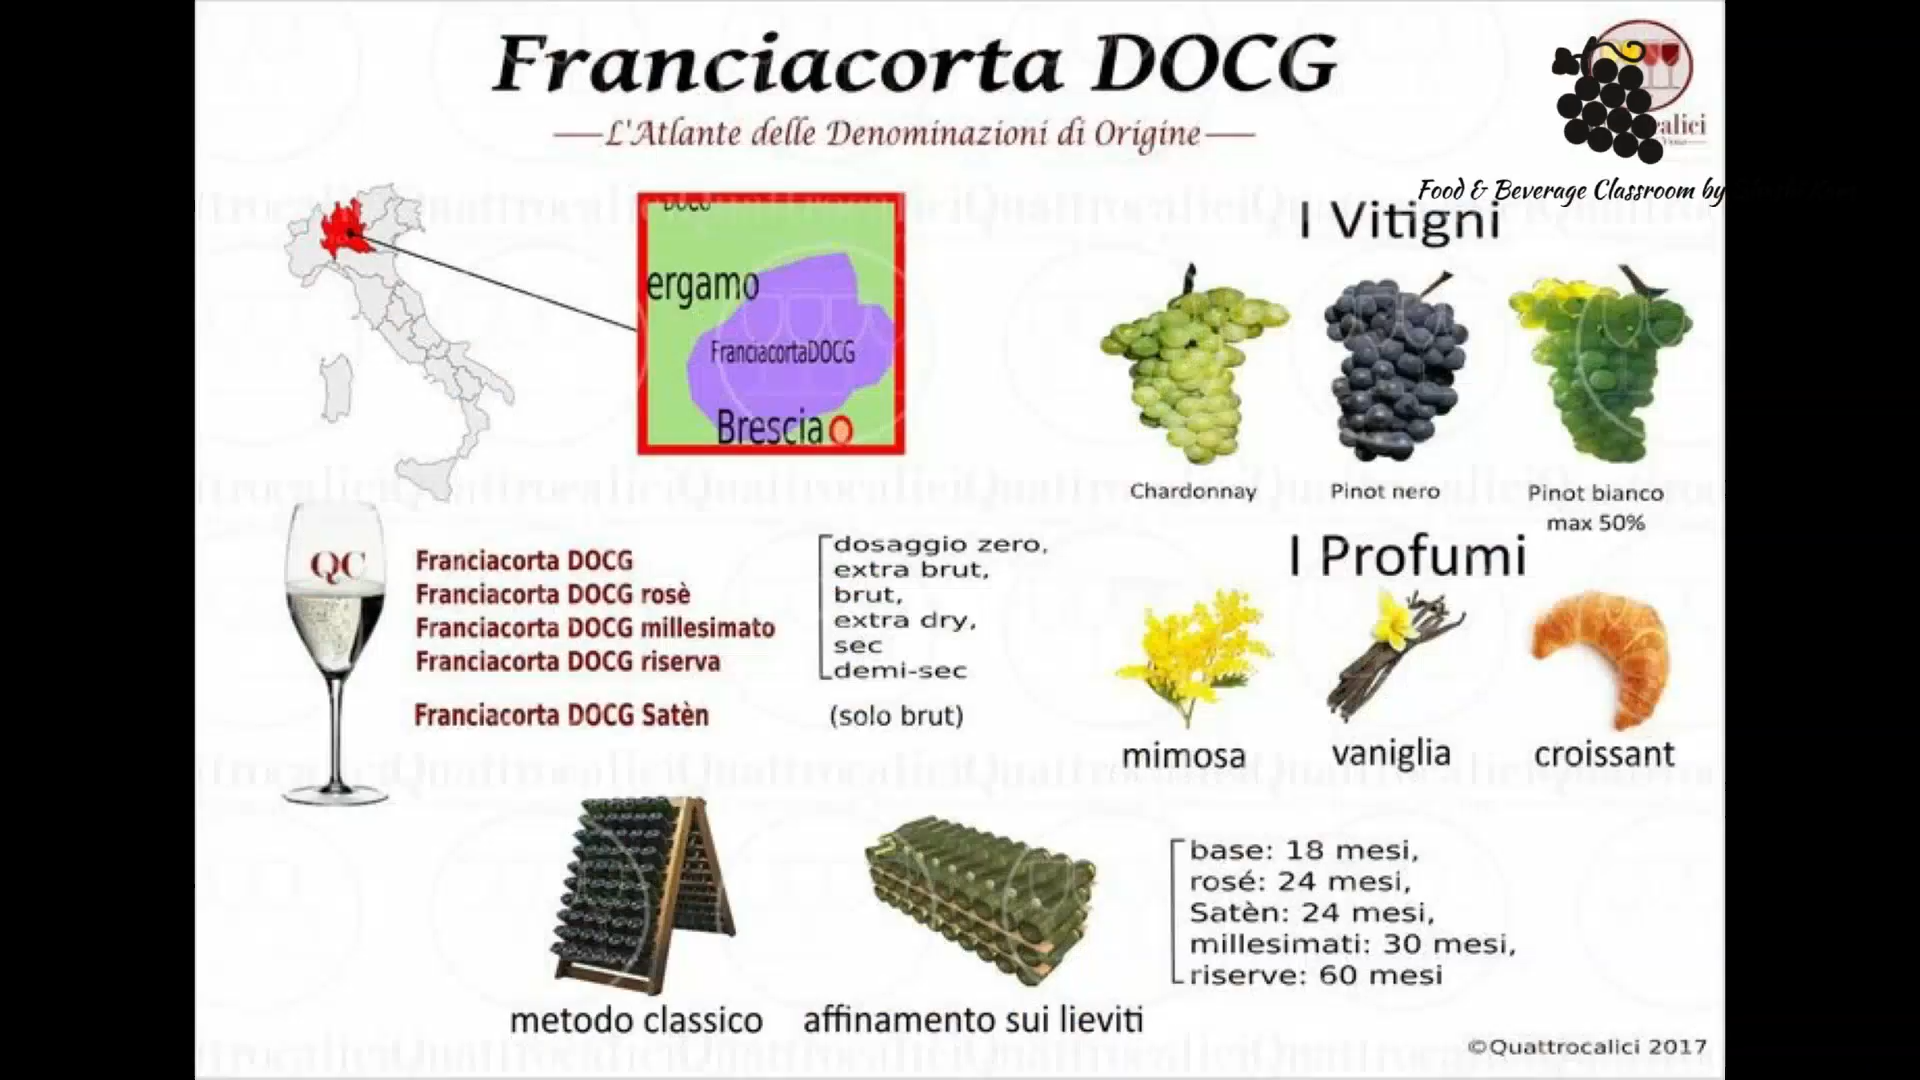 Franciacorta DOCG
L'Atlante delle Denominazioni di Origine
alici
Food & Beverage Classroom by
DOCG
ergamo
FranciacortaDOCG
Brescia
I Vitigni
Chardonnay
Pinot nero
Pinot bianco
max 50%
QC
Franciacorta DOCG
Franciacorta DOCG rosè
Franciacorta DOCG millesimato
Franciacorta DOCG riserva
Franciacorta DOCG Satèn
dosaggio zero,
extra brut,
brut,
extra dry,
sec
demi-sec
(solo brut)
I Profumi
mimosa
vaniglia
croissant
metodo classico
affinamento sui lieviti
base: 18 mesi,
rosé: 24 mesi,
Satèn: 24 mesi,
millesimati: 30 mesi,
riserve: 60 mesi
©Quattrocalici 2017